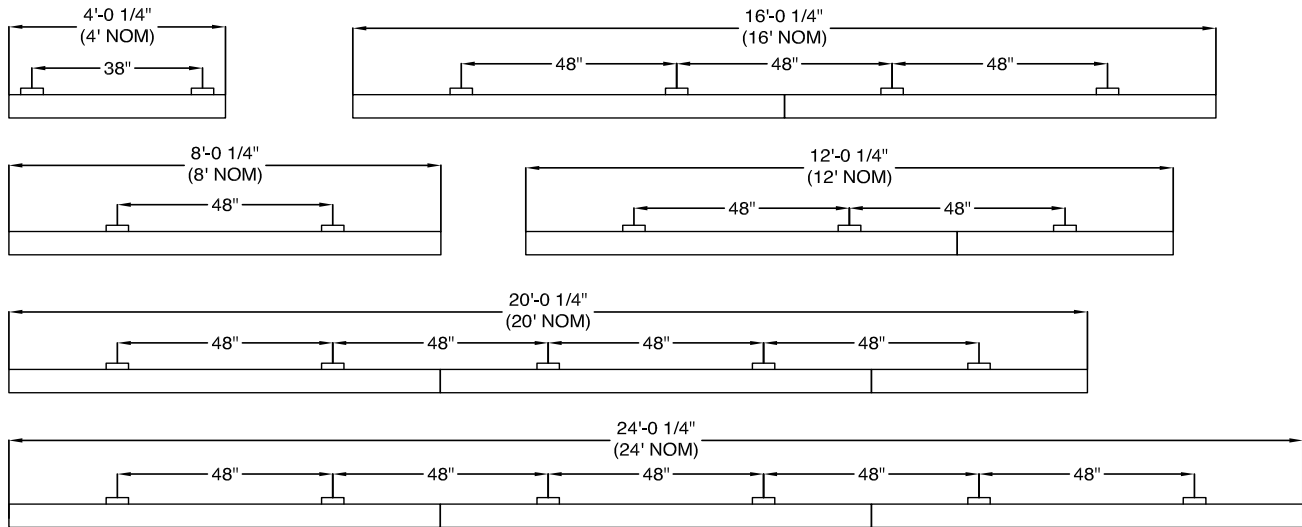 4'-0 1/4"
(4' NOM)
38"
16'-0 1/4"
(16' NOM)
48" 48" 48"
8'-0 1/4"
(8' NOM)
48"
12'-0 1/4"
(12' NOM)
48" 48"
20'-0 1/4"
(20' NOM)
48" 48" 48" 48"
24'-0 1/4"
(24' NOM)
48" 48" 48" 48" 48"